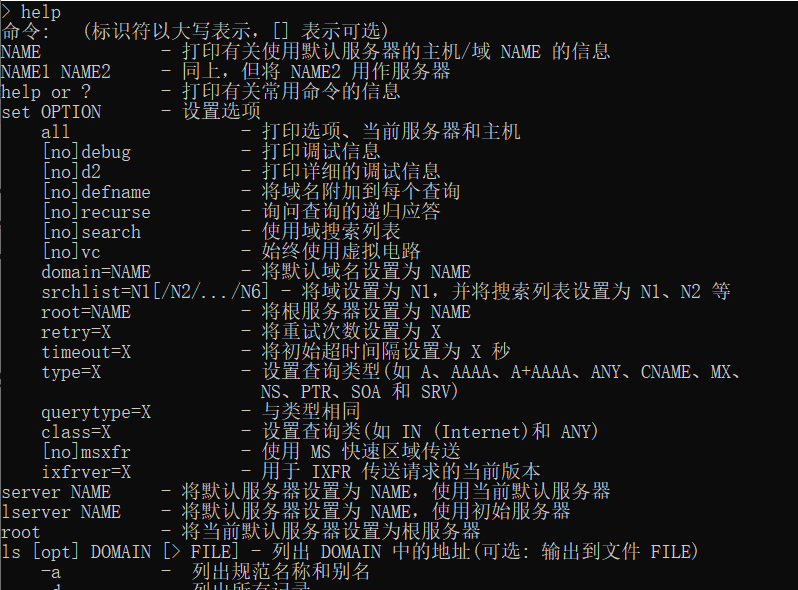 > help
命令:   (标识符以大写表示，[] 表示可选)
NAME            - 打印有关使用默认服务器的主机/域 NAME 的信息
NAME1 NAME2     - 同上，但将 NAME2 用作服务器
help or ?       - 打印有关常用命令的信息
set OPTION      - 设置选项
    all                 - 打印选项、当前服务器和主机
    [no]debug           - 打印调试信息
    [no]d2              - 打印详细的调试信息
    [no]defname         - 将域名附加到每个查询
    [no]recurse         - 询问查询的递归应答
    [no]search          - 使用域搜索列表
    [no]vc              - 始终使用虚拟电路
    domain=NAME         - 将默认域名设置为 NAME
    srchlist=N1[/N2/.../N6] - 将域设置为 N1，并将搜索列表设置为 N1、N2 等
    root=NAME           - 将根服务器设置为 NAME
    retry=X             - 将重试次数设置为 X
    timeout=X           - 将初始超时间隔设置为 X 秒
    type=X              - 设置查询类型(如 A、AAAA、A+AAAA、ANY、CNAME、MX、
                          NS、PTR、SOA 和 SRV)
    querytype=X         - 与类型相同
    class=X             - 设置查询类(如 IN (Internet)和 ANY)
    [no]msxfr           - 使用 MS 快速区域传送
    ixfrver=X           - 用于 IXFR 传送请求的当前版本
server NAME     - 将默认服务器设置为 NAME，使用当前默认服务器
lserver NAME    - 将默认服务器设置为 NAME，使用初始服务器
root            - 将当前默认服务器设置为根服务器
ls [opt] DOMAIN [> FILE] - 列出 DOMAIN 中的地址(可选: 输出到文件 FILE)
    -a          -  列出规范名称和别名